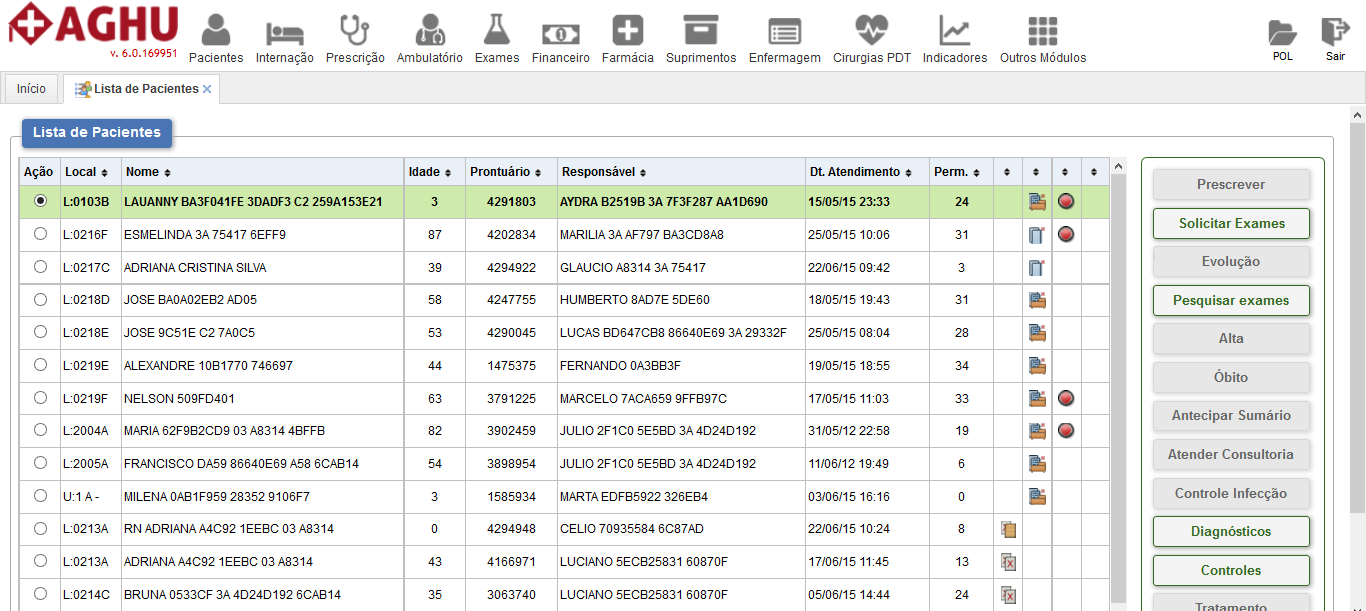 AGHU
v. 6.0.169951
Pacientes Internação Prescrição Ambulatório Exames Financeiro Farmácia Suprimentos Enfermagem Cirurgias PDT Indicadores Outros Módulos POL Sair
Início Lista de Pacientes
Lista de Pacientes
Ação Local Nome Idade Prontuário Responsável Dt. Atendimento Perm.
L:0103B LAUANNY BA3F041FE 3DADF3 C2 259A153E21 3 4291803 AYDRA B2519B 3A 7F3F287 AA1D690 15/05/15 23:33 24
L:0216F ESMELINDA 3A 75417 6EFF9 87 4202834 MARILIA 3A AF797 BA3CD8A8 25/05/15 10:06 31
L:0217C ADRIANA CRISTINA SILVA 39 4294922 GLAUCIO A8314 3A 75417 22/06/15 09:42 3
L:0218D JOSE BA0A02EB2 AD05 58 4247755 HUMBERTO 8AD7E 5DE60 18/05/15 19:43 31
L:0218E JOSE 9C51E C2 7A0C5 53 4290045 LUCAS BD647CB8 86640E69 3A 29332F 25/05/15 08:04 28
L:0219E ALEXANDRE 10B1770 746697 44 1475375 FERNANDO 0A3BB3F 19/05/15 18:55 34
L:0219F NELSON 509FD401 63 3791225 MARCELO 7ACA659 9FFB97C 17/05/15 11:03 33
L:2004A MARIA 62F9B2CD9 03 A8314 4BFFB 82 3902459 JULIO 2F1C0 5E5BD 3A 4D24D192 31/05/12 22:58 19
L:2005A FRANCISCO DA59 86640E69 A58 6CAB14 54 3898954 JULIO 2F1C0 5E5BD 3A 4D24D192 11/06/12 19:49 6
U:1 A - MILENA 0AB1F959 28352 9106F7 3 1585934 MARTA EDFB5922 326EB4 03/06/15 16:16 0
L:0213A RN ADRIANA A4C92 1EEBC 03 A8314 0 4294948 CELIO 70935584 6C87AD 22/06/15 10:24 8
L:0213A ADRIANA A4C92 1EEBC 03 A8314 43 4166971 LUCIANO 5ECB25831 60870F 17/06/15 11:45 13
L:0214C BRUNA 0533CF 3A 4D24D192 6CAB14 35 3063740 LUCIANO 5ECB25831 60870F 05/06/15 14:44 24
Prescrever
Solicitar Exames
Evolução
Pesquisar exames
Alta
Óbito
Antecipar Sumário
Atender Consultoria
Controle Infecção
Diagnósticos
Controles
Tratamento